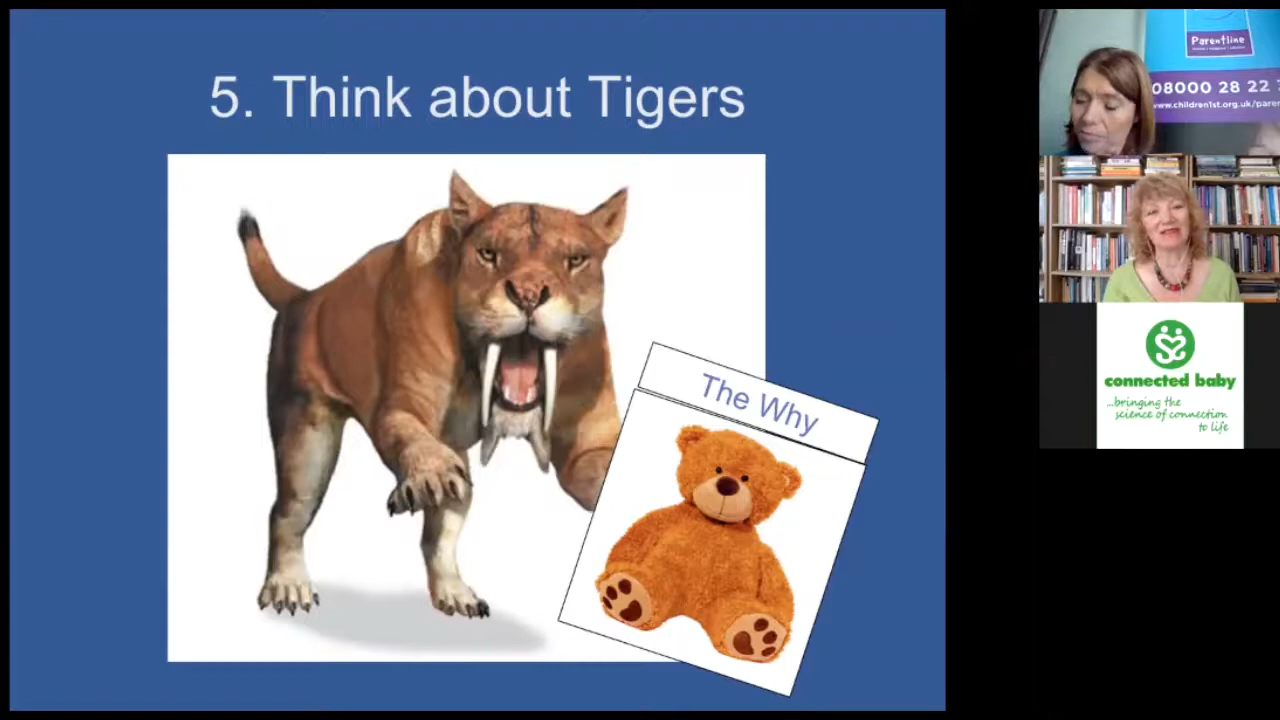 5. Think about Tigers
The Why
Parentline
08000 28 22
www.children1st.org.uk/paren
connected baby
...bringing the
science of connection
to life